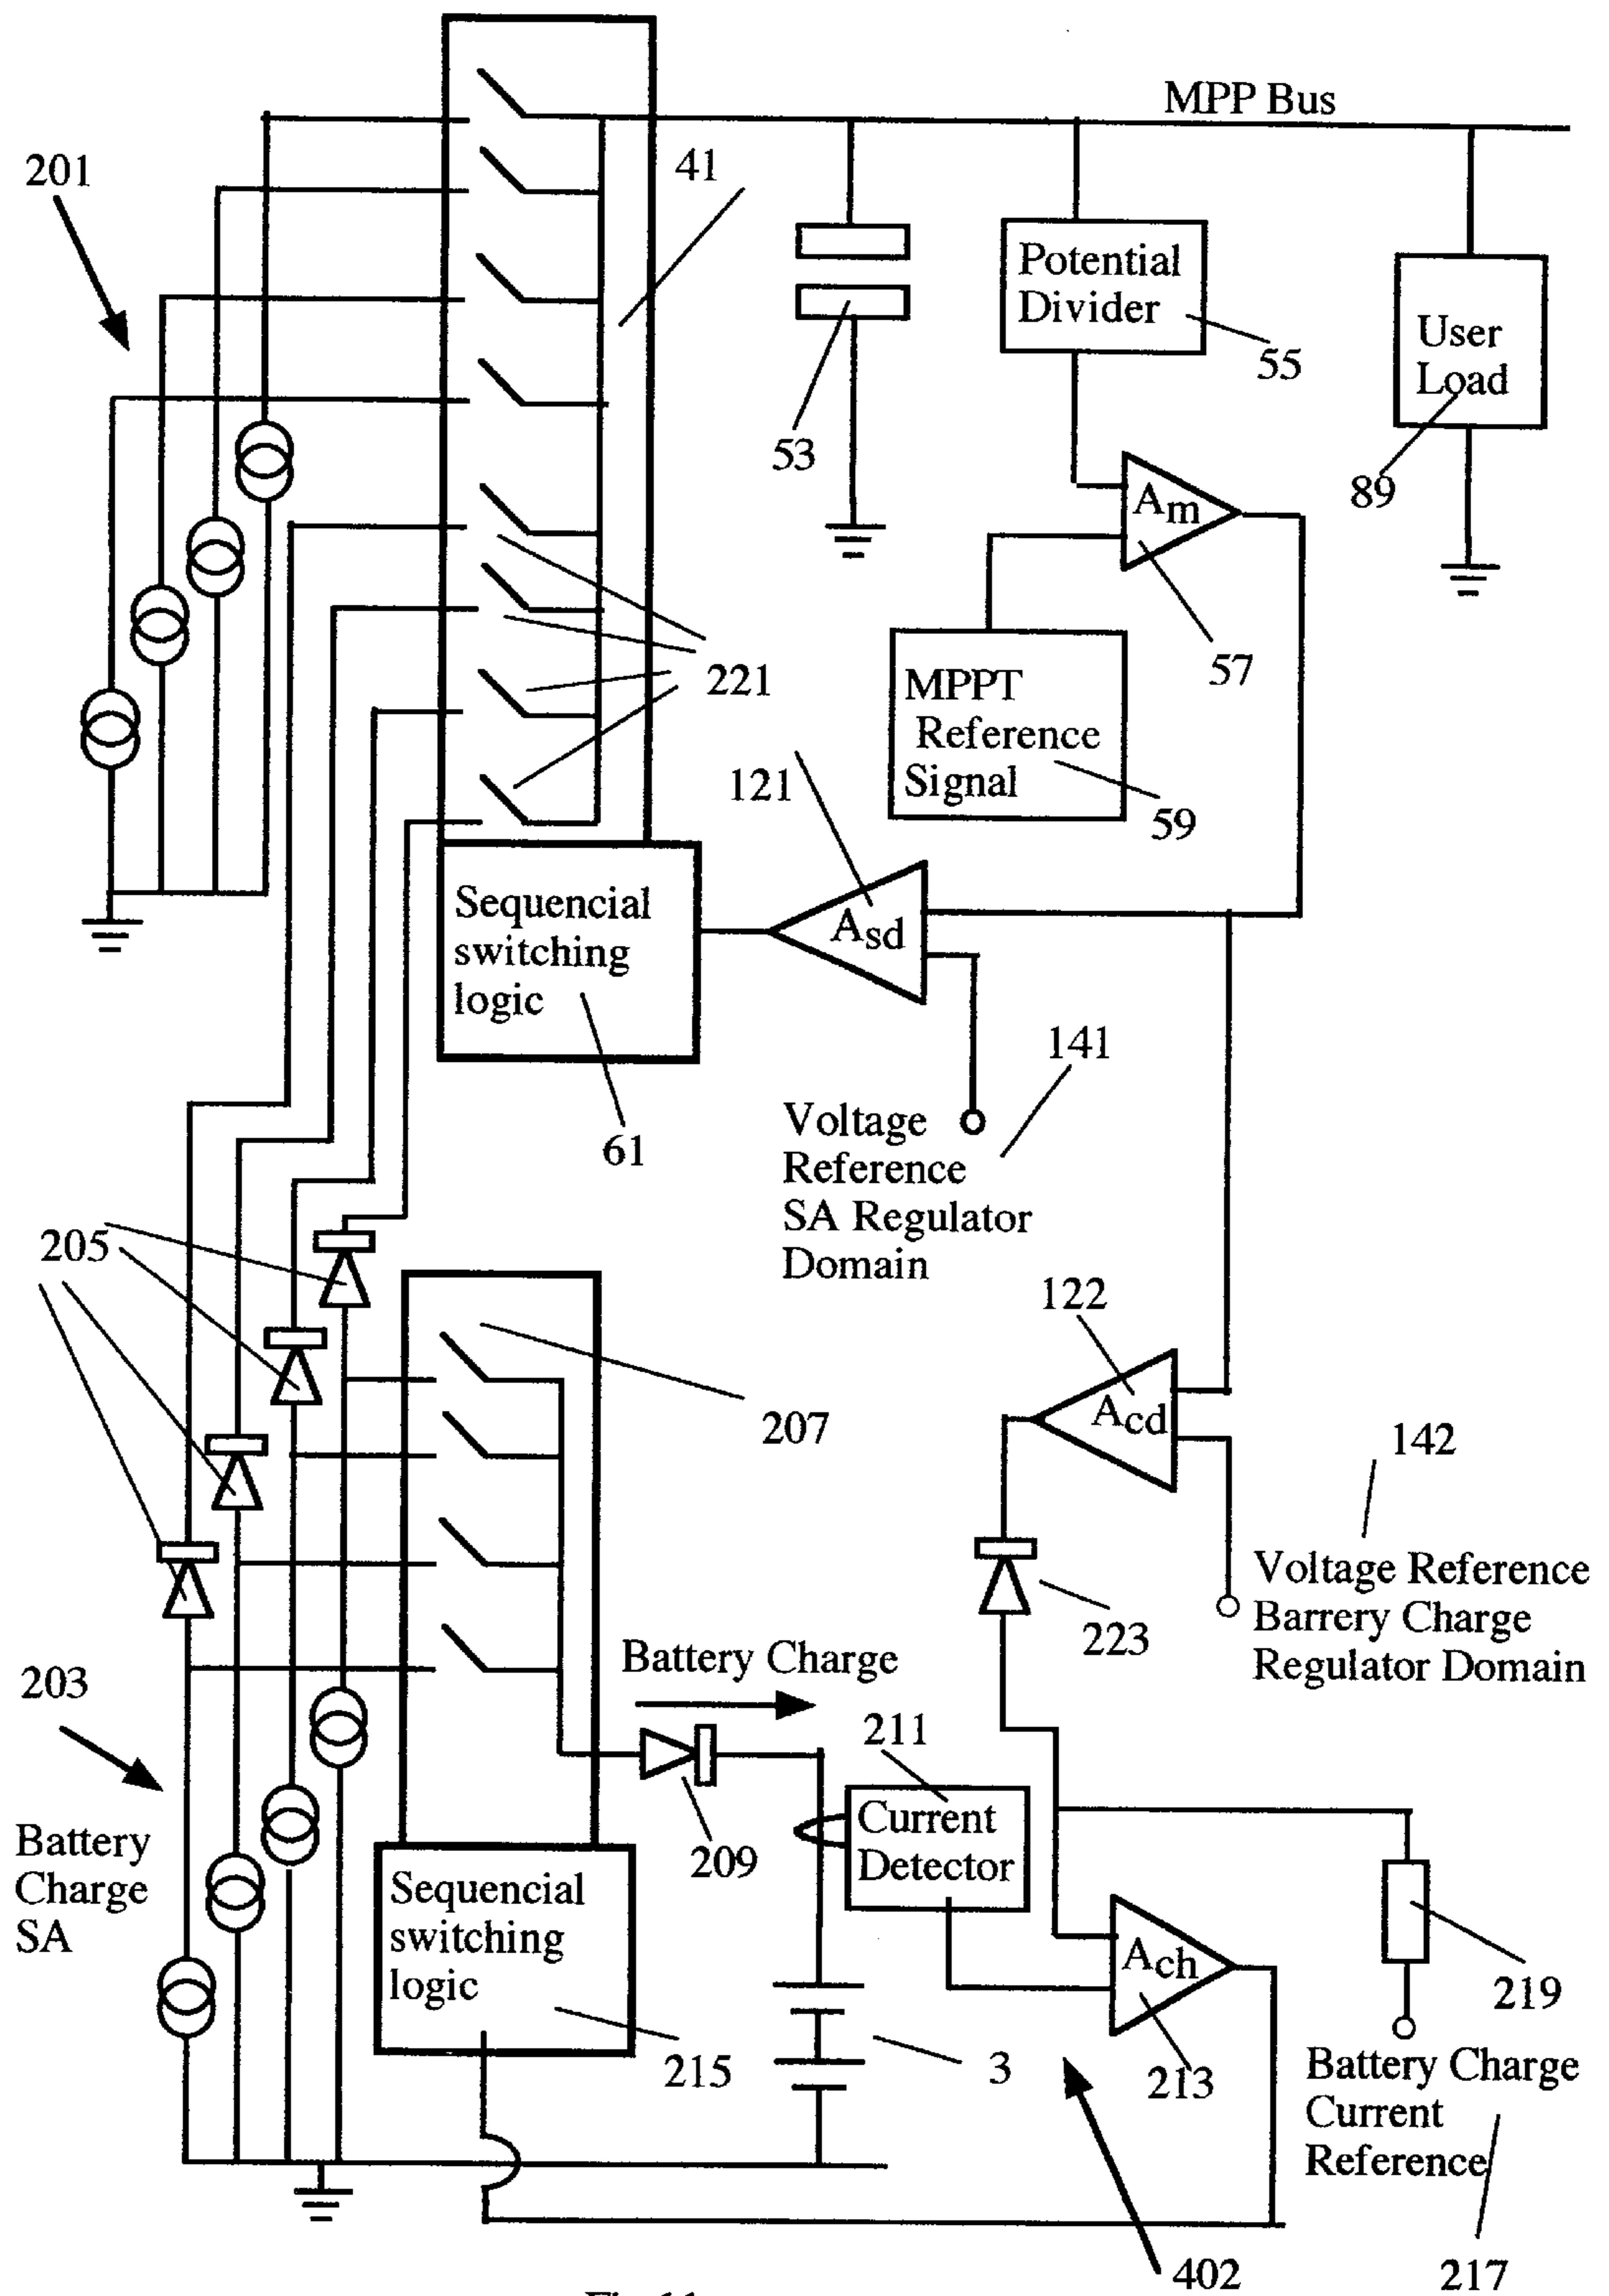 MPP Bus
201
41
Potential
Divider
55
User
Load
53
89
Am
57
221
MPPT
Reference
Signal
59
121
Sequencial
switching
logic
Asd
61
141
Voltage
Reference
SA Regulator
Domain
205
122
Acd
207
142
Voltage Reference
Barrery Charge
Regulator Domain
223
203
Battery Charge
211
Current
Detector
209
Battery
Charge
SA
Sequencial
switching
logic
Ach
219
215
3
213
Battery Charge
Current
Reference
402
217